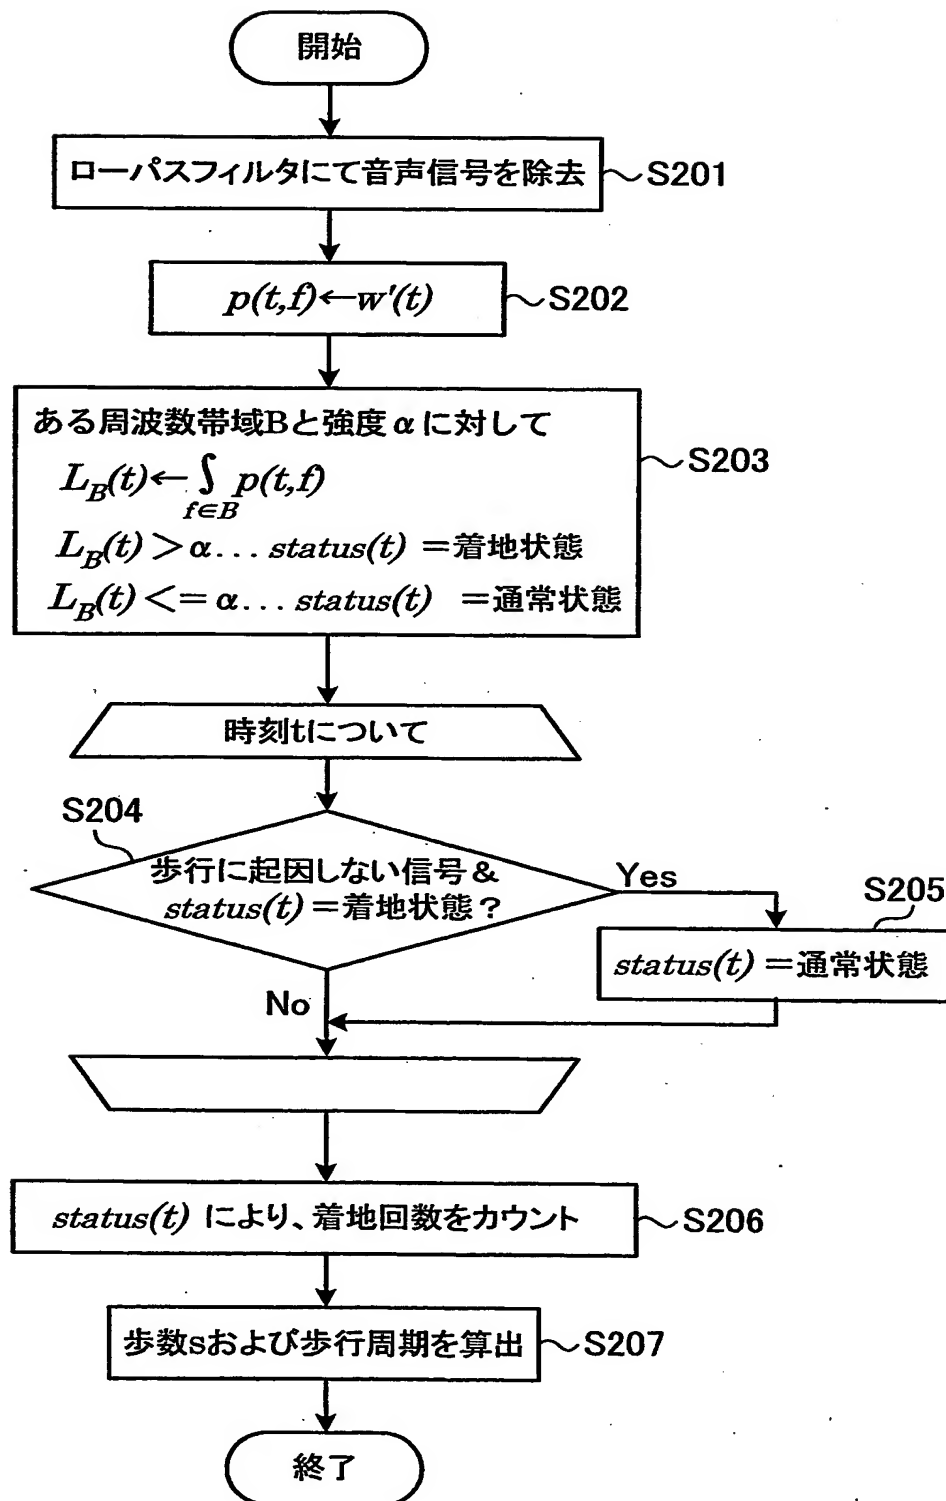 開始
ローパスフィルタにて音声信号を除去
S201
p(t,f)←w'(t)
S202
ある周波数帯域Bと強度αに対して
L_B(t)←∫p(t,f)
f∈B
L_B(t)>α...status(t)=着地状態
L_B(t)<=α...status(t) =通常状態
S203
時刻tについて
S204
歩行に起因しない信号&
status(t)=着地状態?
Yes
S205
status(t)=通常状態
No
status(t)により、着地回数をカウント
S206
歩数sおよび歩行周期を算出
S207
終了